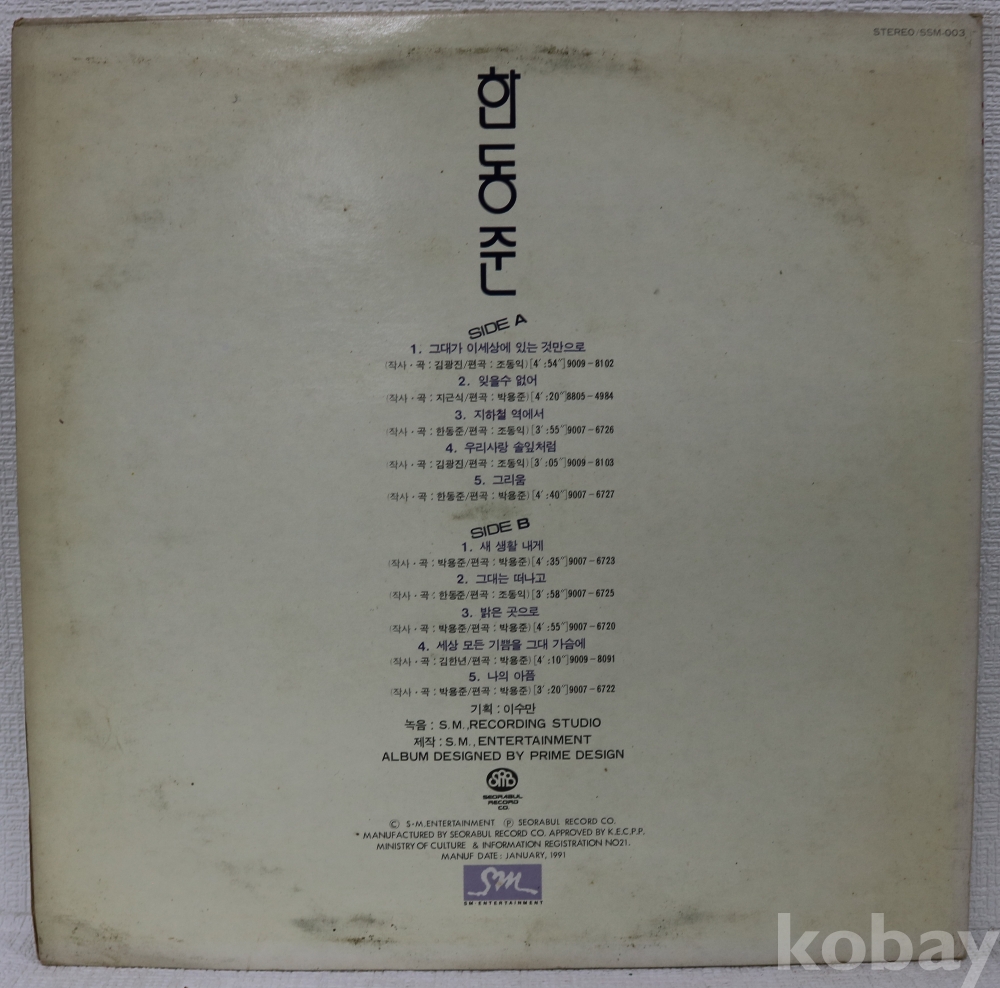 STEREO/SSM-003
한동준
SIDE A
1. 그대가 이세상에 있는 것만으로
(작사·곡 : 김광진/편곡 : 조동익)[4′:54″]9009-8102
2. 잊을수 없어
(작사·곡 : 지근식/편곡 : 박용준)[4′:20″]8805-4984
3. 지하철 역에서
(작사·곡 : 한동준/편곡 : 조동익)[3′:55″]9007-6726
4. 우리사랑 솔잎처럼
(작사·곡 : 김광진/편곡 : 조동익)[3′:05″]9009-8103
5. 그리움
(작사·곡 : 한동준/편곡 : 박용준)[4′:40″]9007-6727
SIDE B
1. 새 생활 내게
(작사·곡 : 박용준/편곡 : 박용준)[4′:35″]9007-6723
2. 그대는 떠나고
(작사·곡 : 한동준/편곡 : 조동익)[3′:58″]9007-6725
3. 밝은 곳으로
(작사·곡 : 박용준/편곡 : 박용준)[4′:55″]9007-6720
4. 세상 모든 기쁨을 그대 가슴에
(작사·곡 : 김한년/편곡 : 박용준)[4′:10″]9009-8091
5. 나의 아픔
(작사·곡 : 박용준/편곡 : 박용준)[3′:20″]9007-6722
기획 : 이수만
녹음 : S.M.,RECORDING STUDIO
제작 : S.M.,ENTERTAINMENT
ALBUM DESIGNED BY PRIME DESIGN
SRB
SEORABUL
RECORD
CO.
© S·M.ENTERTAINMENT ℗ SEORABUL RECORD CO.
* MANUFACTURED BY SEORABUL RECORD CO. APPROVED BY K.E.C.P.P.
MINISTRY OF CULTURE & INFORMATION REGISTRATION NO21.
MANUF DATE : JANUARY, 1991
SM
SM ENTERTAINMENT
kobay